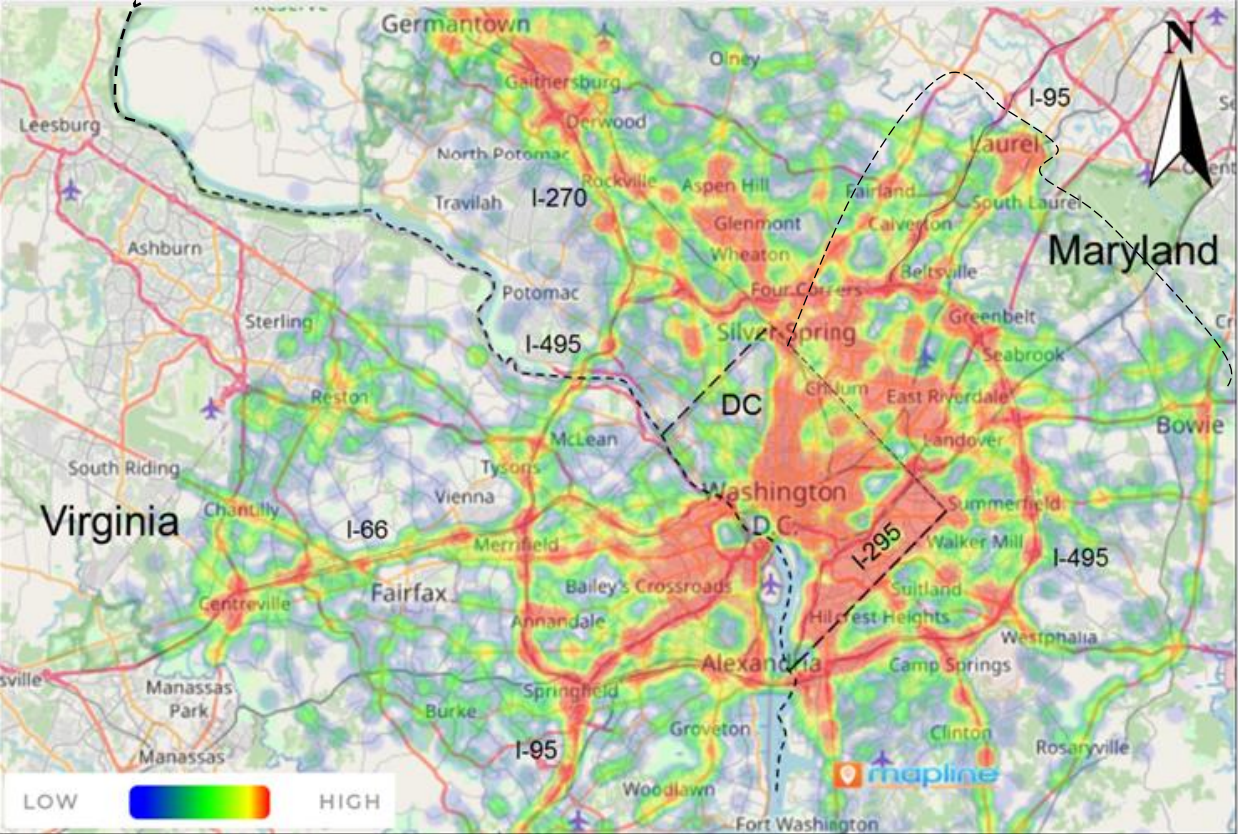 Germantown
Olney
N
Gaithersburg
I-95
Leesburg
Derwood
Laurel
North Potomac
Rockville
Aspen Hill
Fairland
Travilah
I-270
South Laurel
Glenmont
Calverton
Ashburn
Wheaton
Maryland
Beltsville
Potomac
Four Corners
Sterling
Silver Spring
Greenbelt
I-495
Seabrook
Reston
Chillum
East Riverdale
DC
Bowie
McLean
Landover
South Riding
Tysons
Vienna
Washington
D.C.
Summerfield
Chantilly
Virginia
I-66
Merrifield
I-295
Walker Mill
I-495
Fairfax
Bailey's Crossroads
Suitland
Centreville
Annandale
Hillcrest Heights
Westphalia
Alexandria
Camp Springs
sville
Manassas
Park
Springfield
Burke
Groveton
Clinton
Manassas
I-95
Rosaryville
mapline
Woodlawn
LOW
HIGH
Fort Washington